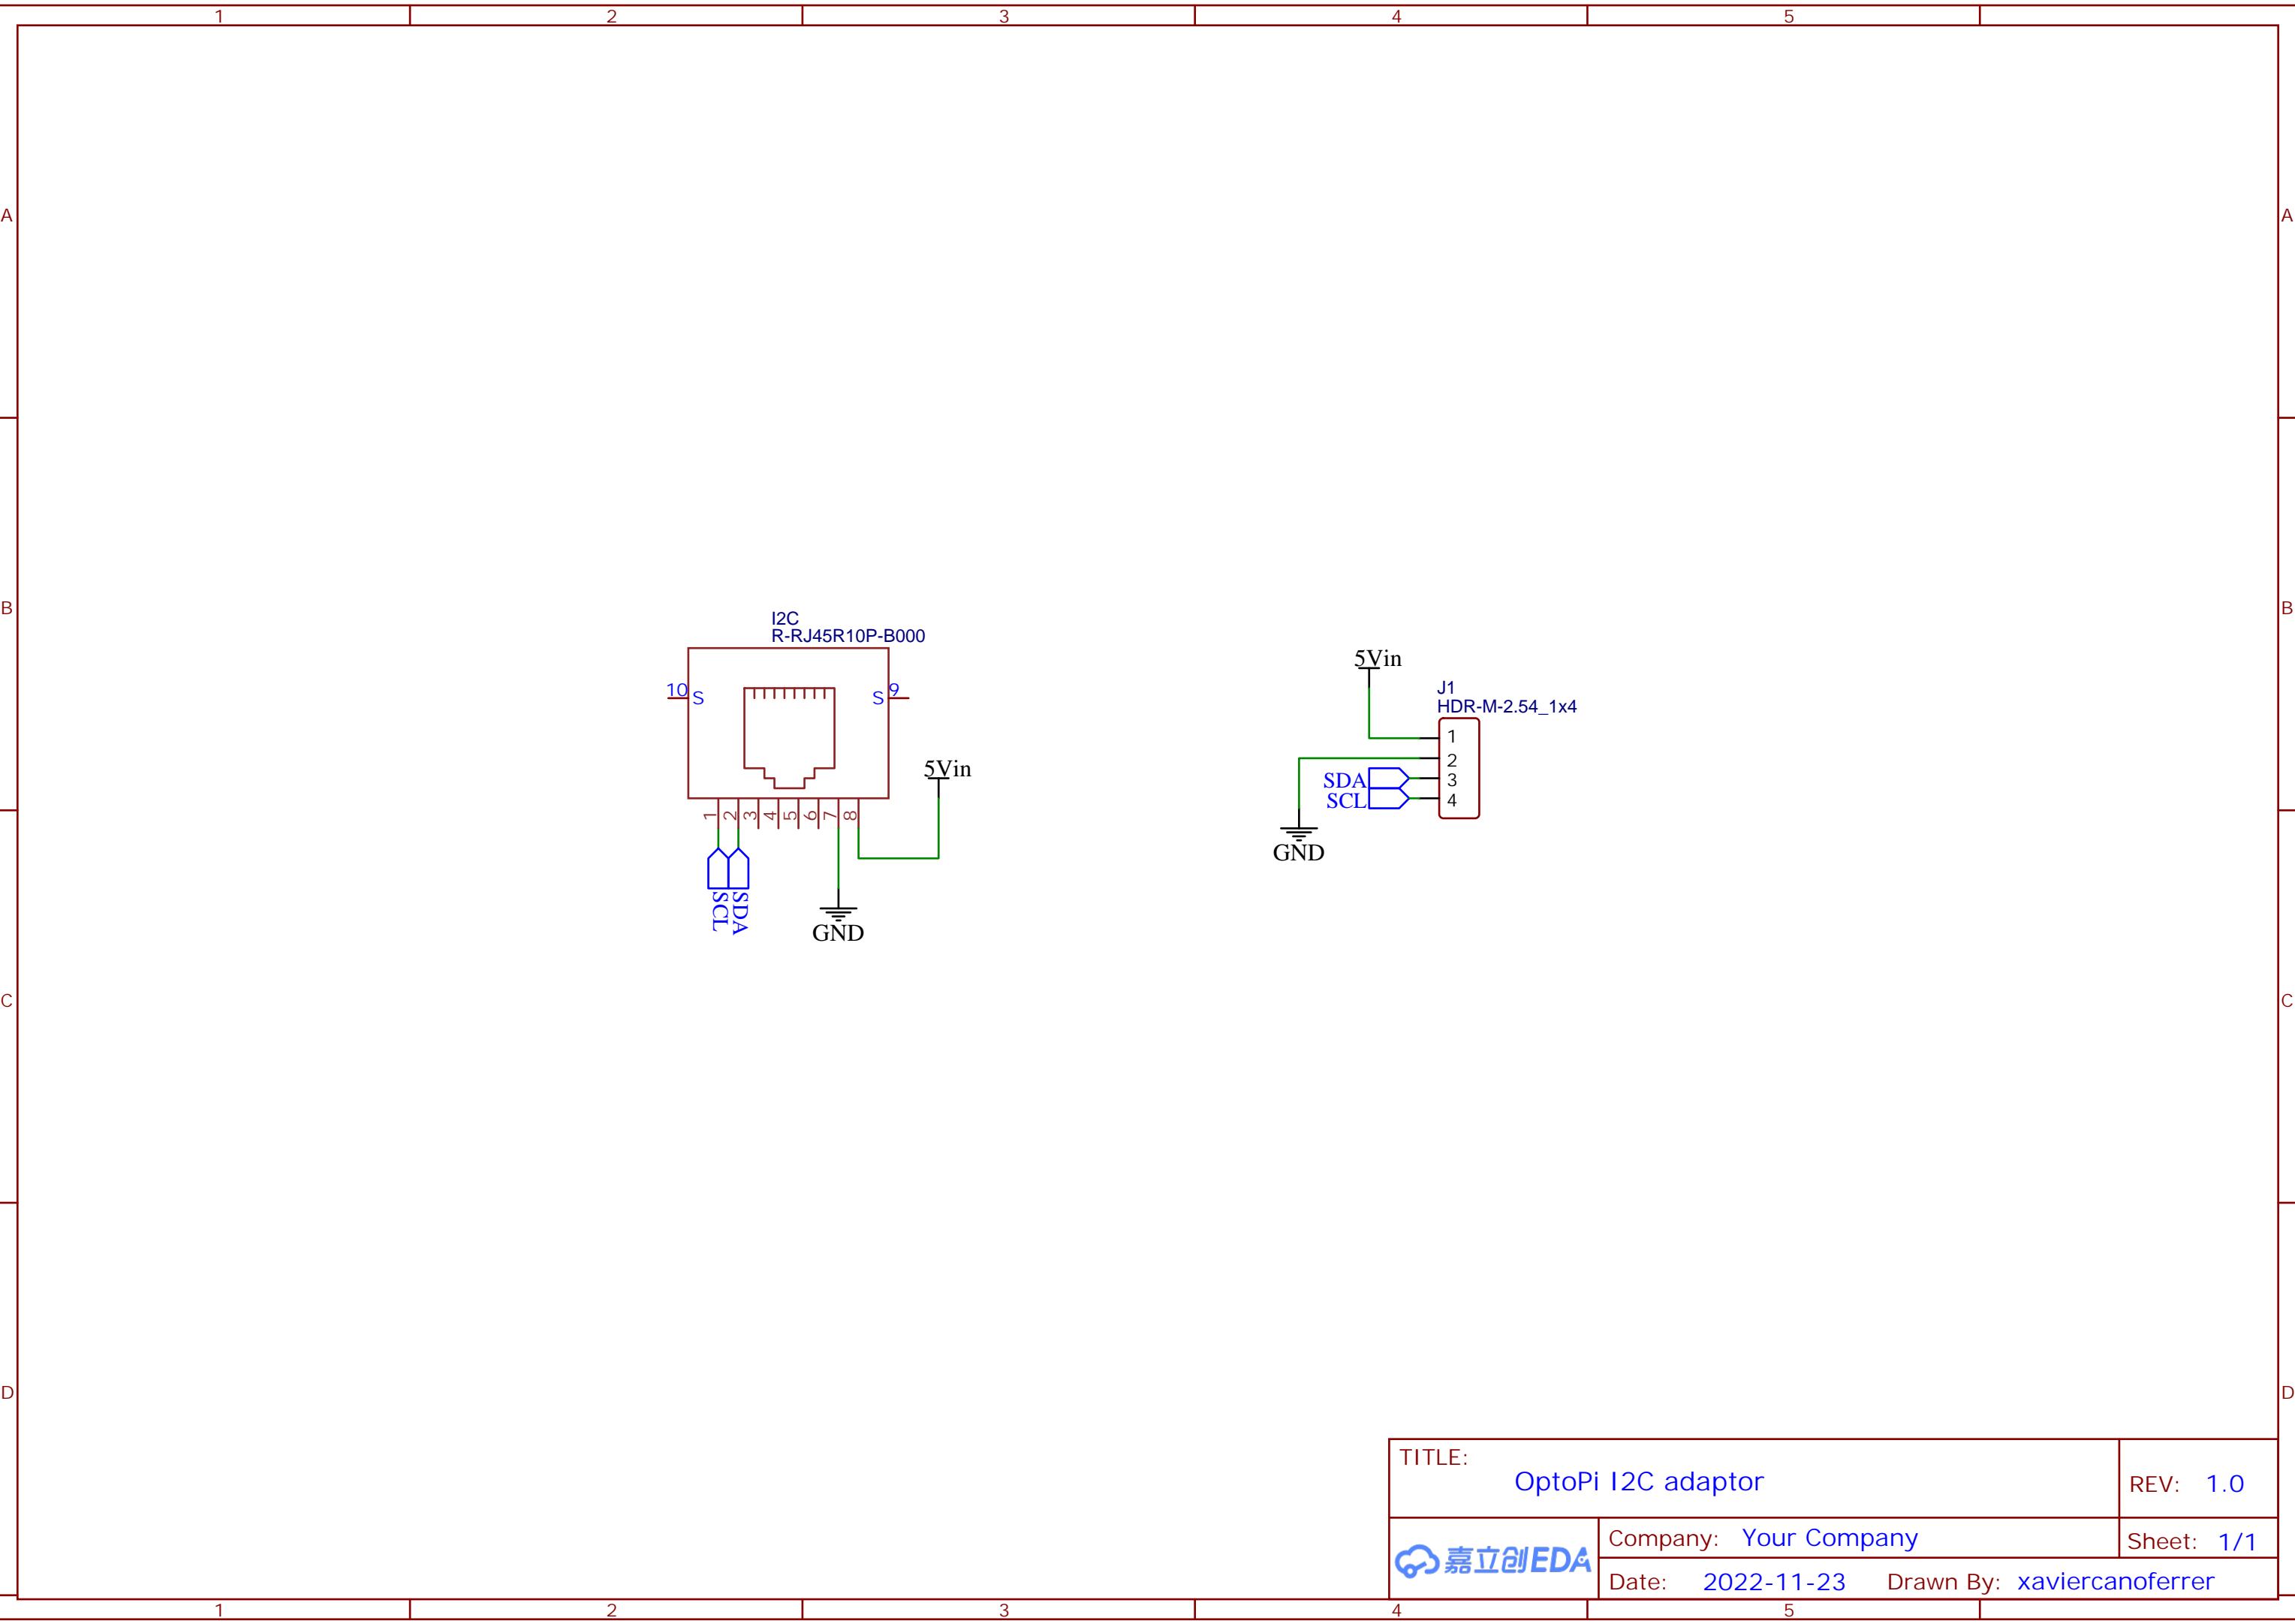 1 2 3 4 5
A A
B B
C C
D D
I2C
R-RJ45R10P-B000
10 S S 9
1 2 3 4 5 6 7 8
5Vin
SCL
SDA
GND
5Vin
J1
HDR-M-2.54_1x4
1
2
SDA 3
SCL 4
GND
TITLE:
OptoPi I2C adaptor
REV: 1.0
嘉立创EDA
Company: Your Company
Sheet: 1/1
Date: 2022-11-23 Drawn By: xaviercanoferrer
1 2 3 4 5